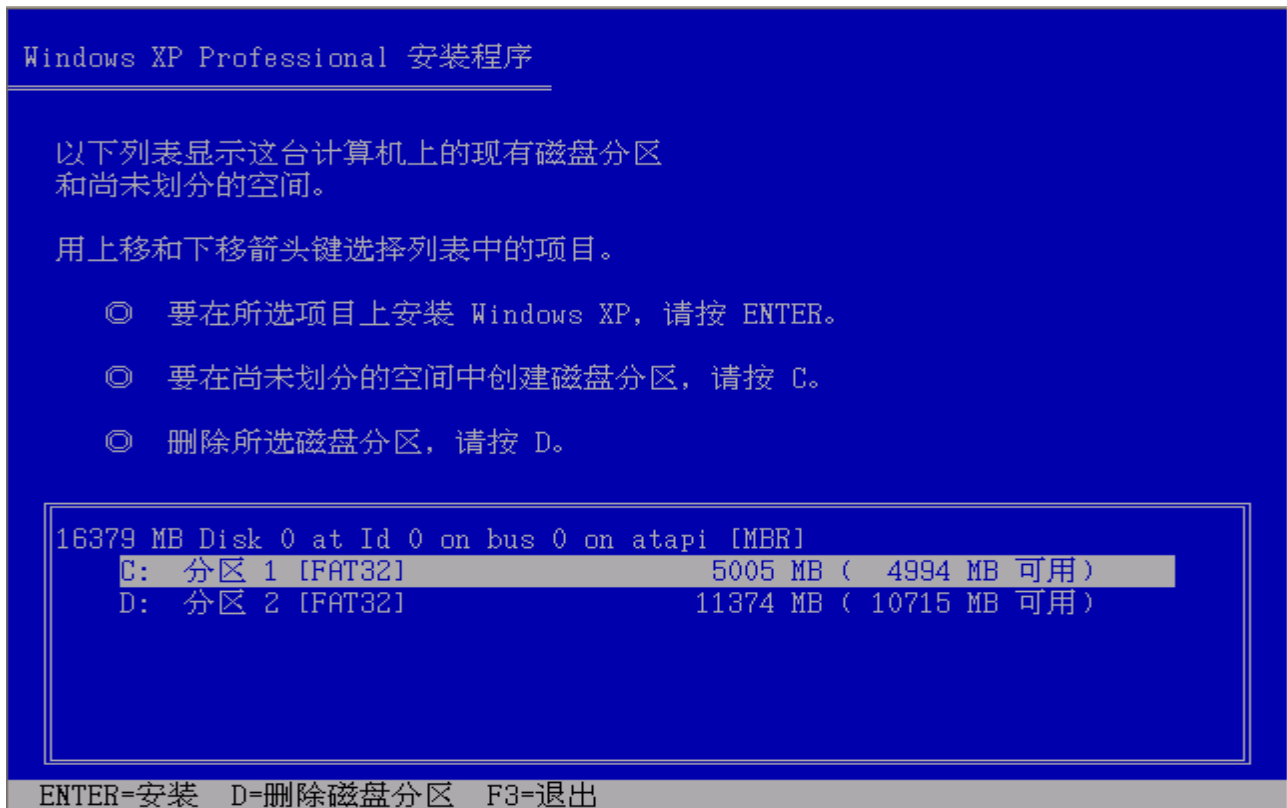 Windows XP Professional 安装程序
以下列表显示这台计算机上的现有磁盘分区
和尚未划分的空间。
用上移和下移箭头键选择列表中的项目。
◎ 要在所选项目上安装 Windows XP, 请按 ENTER。
◎ 要在尚未划分的空间中创建磁盘分区, 请按 C。
◎ 删除所选磁盘分区, 请按 D。
16379 MB Disk 0 at Id 0 on bus 0 on atapi [MBR]
C: 分区 1 [FAT32] 5005 MB ( 4994 MB 可用)
D: 分区 2 [FAT32] 11374 MB ( 10715 MB 可用)
ENTER=安装 D=删除磁盘分区 F3=退出